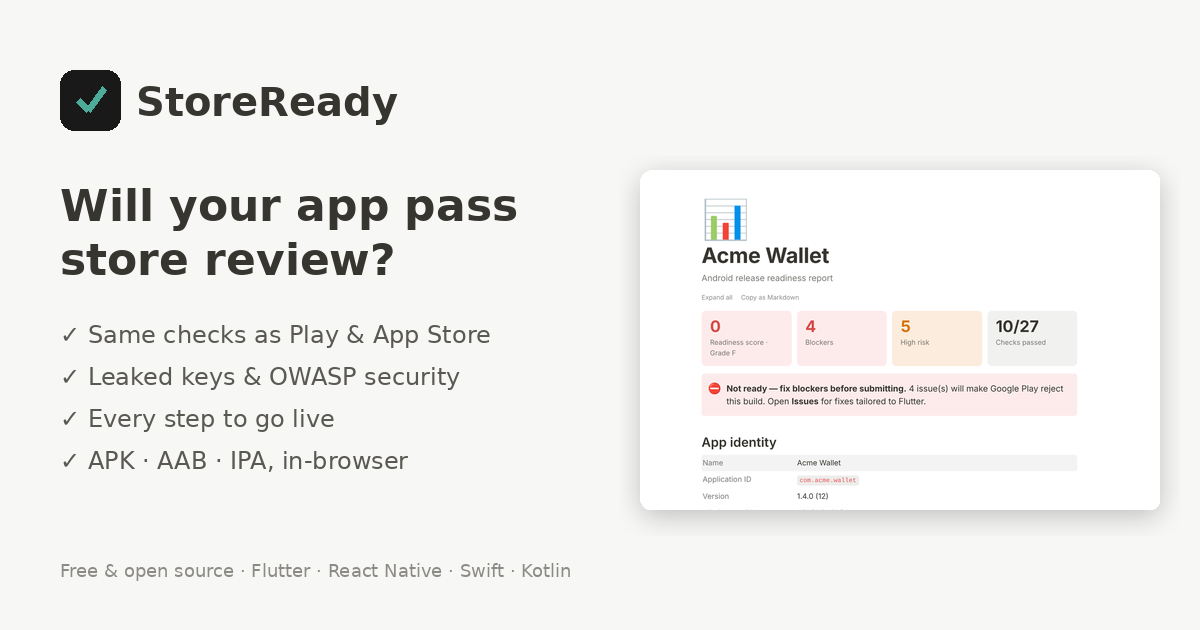 StoreReady
Will your app pass
store review?
✓ Same checks as Play & App Store
✓ Leaked keys & OWASP security
✓ Every step to go live
✓ APK · AAB · IPA, in-browser
Free & open source · Flutter · React Native · Swift · Kotlin
Acme Wallet
Android release readiness report
Expand all Copy as Markdown
0
Readiness score ·
Grade F
4
Blockers
5
High risk
10/27
Checks passed
Not ready — fix blockers before submitting. 4 issue(s) will make Google Play reject
this build. Open Issues for fixes tailored to Flutter.
App identity
Name Acme Wallet
Application ID com.acme.wallet
Version 1.4.0 (12)